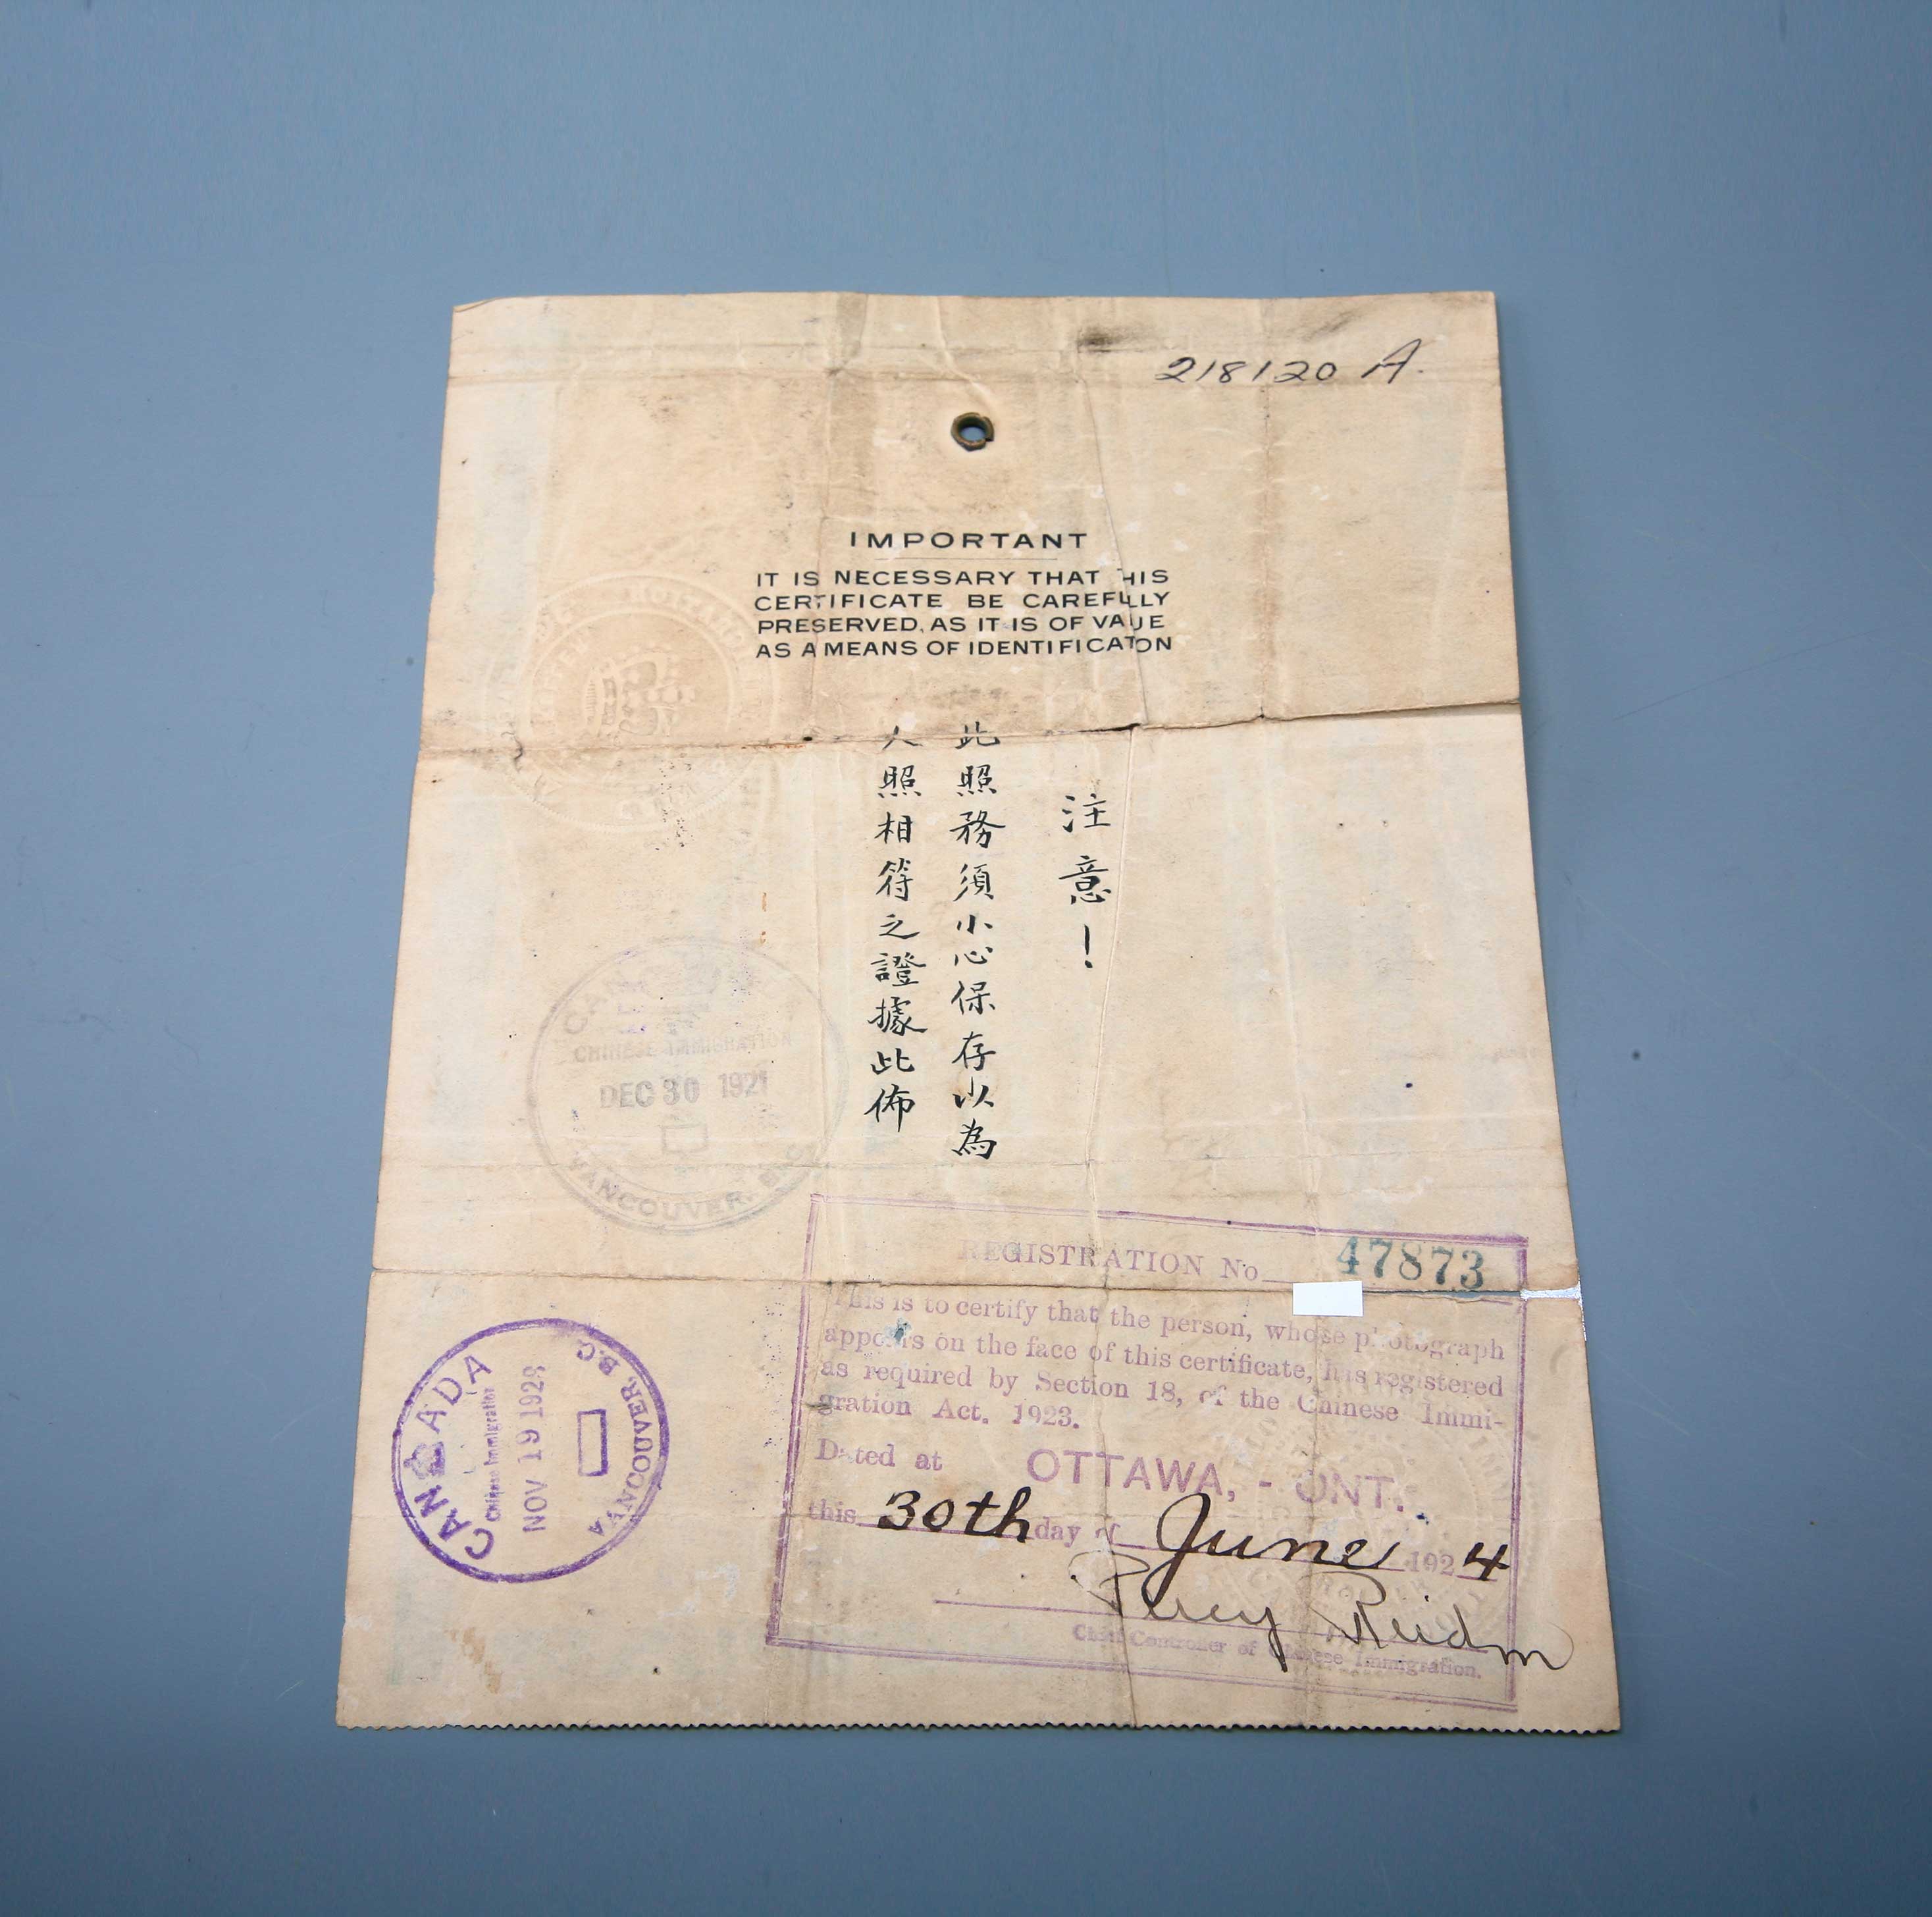 218120 A.
IMPORTANT
IT IS NECESSARY THAT THIS
CERTIFICATE BE CAREFULLY
PRESERVED, AS IT IS OF VALUE
AS A MEANS OF IDENTIFICATION
注意!
此照務須小心保存以為
人照相符之證據此佈
CHINESE IMMIGRATION
DEC 30 1921
VANCOUVER, B.C.
REGISTRATION No 47873
This is to certify that the person, whose photograph
appears on the face of this certificate, has registered
as required by Section 18, of the Chinese Immi-
gration Act. 1923.
Dated at OTTAWA, - ONT.
this 30th day of June 1924
Percy Reid
Chief Controller of Chinese Immigration.
CANADA
Chinese Immigration
NOV 19 1928
VANCOUVER, B.C.